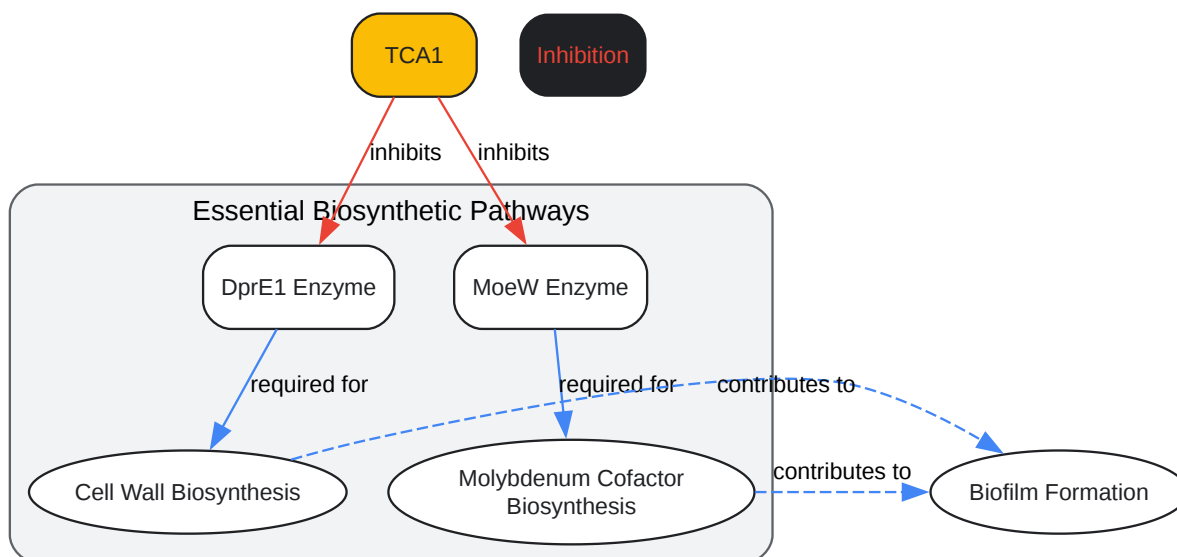 TCA1
Inhibition
inhibits
inhibits
Essential Biosynthetic Pathways
DprE1 Enzyme
MoeW Enzyme
required for
required for
contributes to
Cell Wall Biosynthesis
Molybdenum Cofactor
Biosynthesis
contributes to
Biofilm Formation